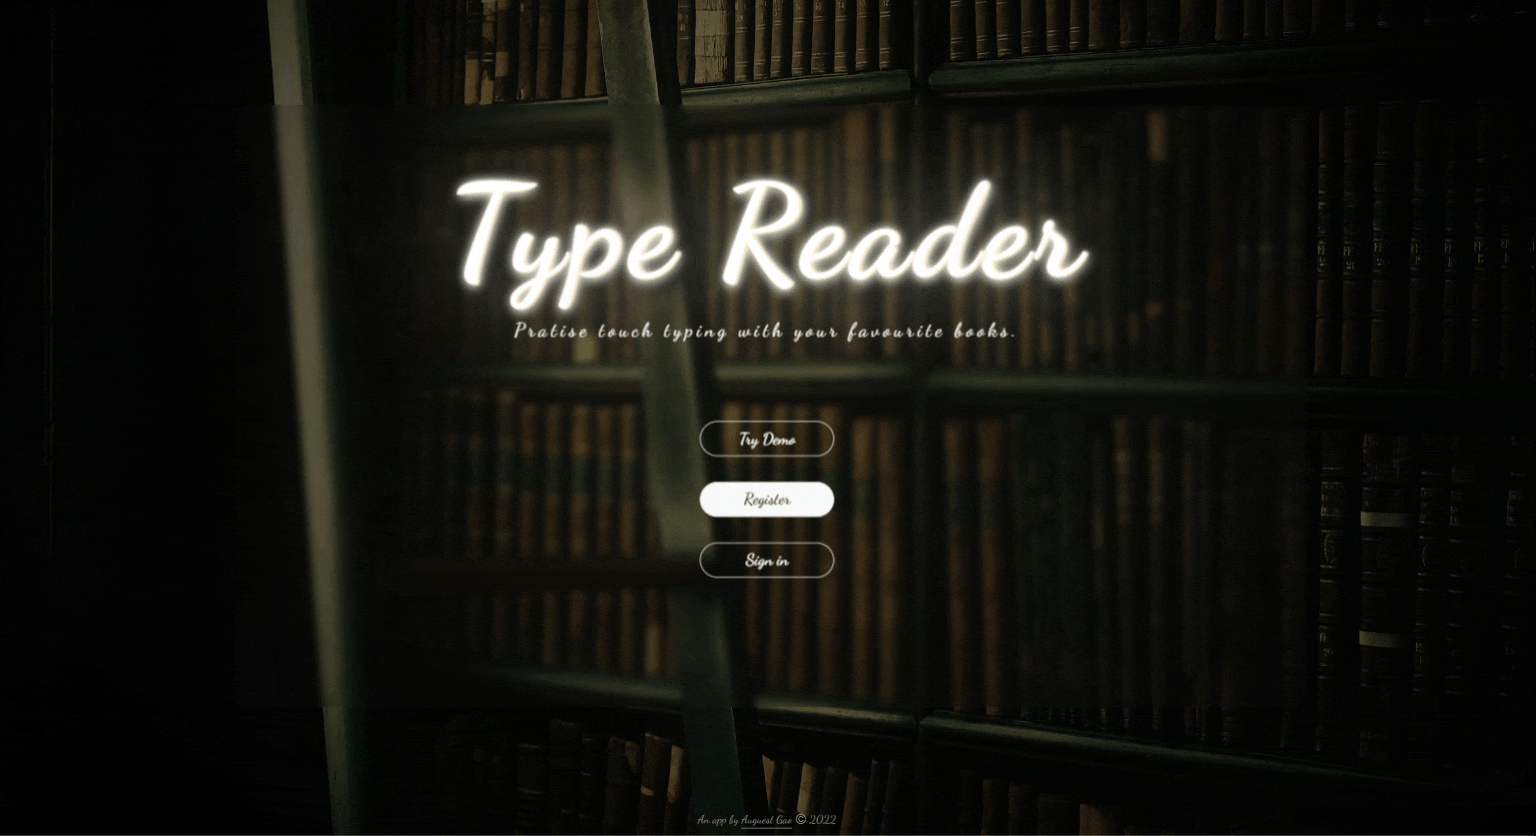 Type Reader
Pratise touch typing with your favourite books.
Try Demo
Register
Sign in
An app by Auguest Gao © 2022